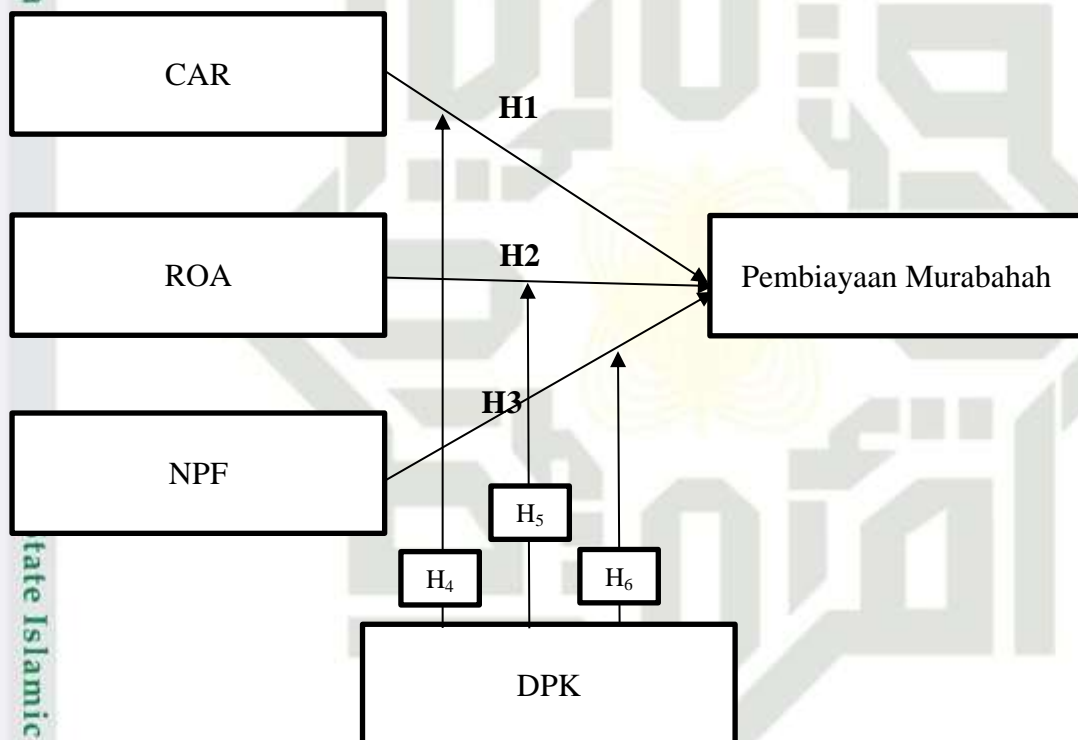 CAR
H1
ROA
H2
Pembiayaan Murabahah
H3
NPF
H₅
H₄
H₆
DPK
tate Islamic